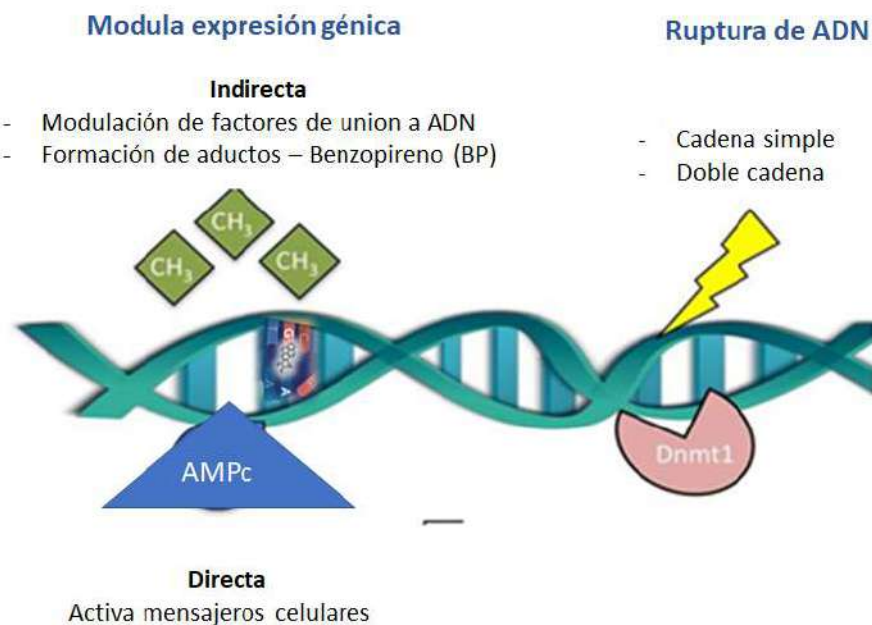 Modula expresión génica
Indirecta
- Modulación de factores de union a ADN
- Formación de aductos – Benzopireno (BP)
Ruptura de ADN
- Cadena simple
- Doble cadena
CH3
CH3
CH3
AMPc
Dnmt1
Directa
Activa mensajeros celulares